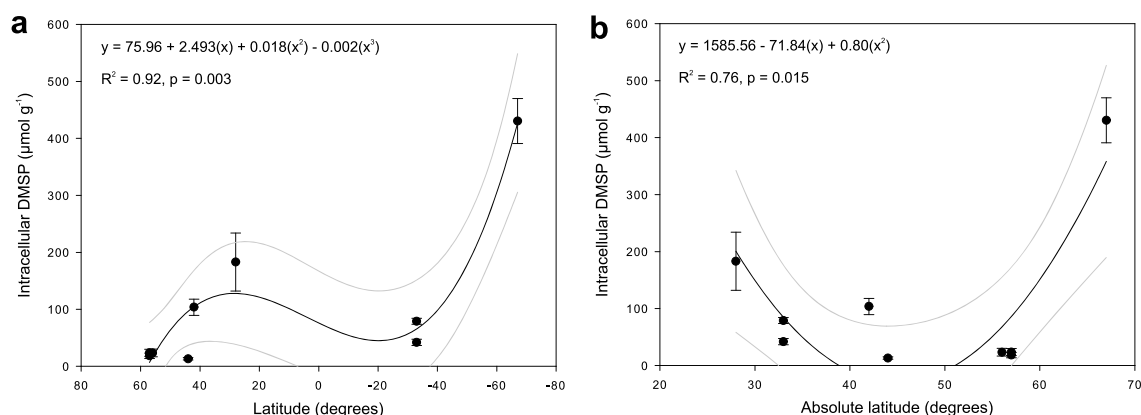 a
y = 75.96 + 2.493(x) + 0.018(x²) - 0.002(x³)
R² = 0.92, p = 0.003
Intracellular DMSP (µmol g⁻¹)
600
500
400
300
200
100
0
80 60 40 20 0 -20 -40 -60 -80
Latitude (degrees)
b
y = 1585.56 - 71.84(x) + 0.80(x²)
R² = 0.76, p = 0.015
Intracellular DMSP (µmol g⁻¹)
600
500
400
300
200
100
0
20 30 40 50 60 70
Absolute latitude (degrees)